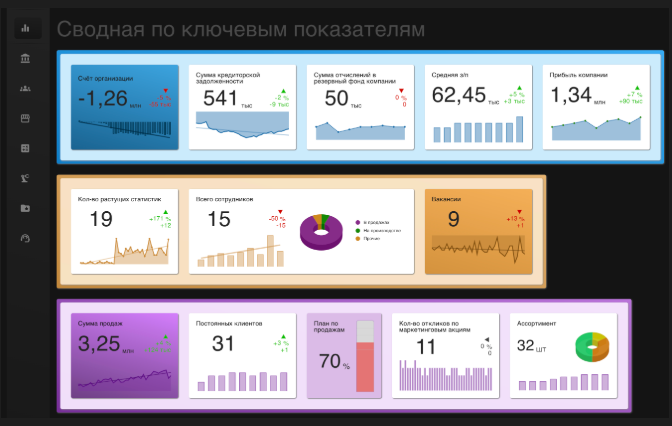 Сводная по ключевым показателям
Счёт организации
-1,26 млн
Сумма кредиторской
задолженности
541 тыс
-2 %
-9 тыс
Сумма отчислений в
резервный фонд компании
50 тыс
0 %
0
Средняя з/п
62,45 тыс
+5 %
+3 тыс
Прибыль компании
1,34 млн
+7 %
+90 тыс
Кол-во растущих статистик
19
+171 %
+12
Всего сотрудников
15
-50 %
-15
В продажах
На производстве
Прочие
Вакансии
9
+13 %
+1
Сумма продаж
3,25 млн
Постоянных клиентов
31
+3 %
+1
План по
продажам
70 %
Кол-во откликов по
маркетинговым акциям
11
0 %
0
Ассортимент
32 ШТ